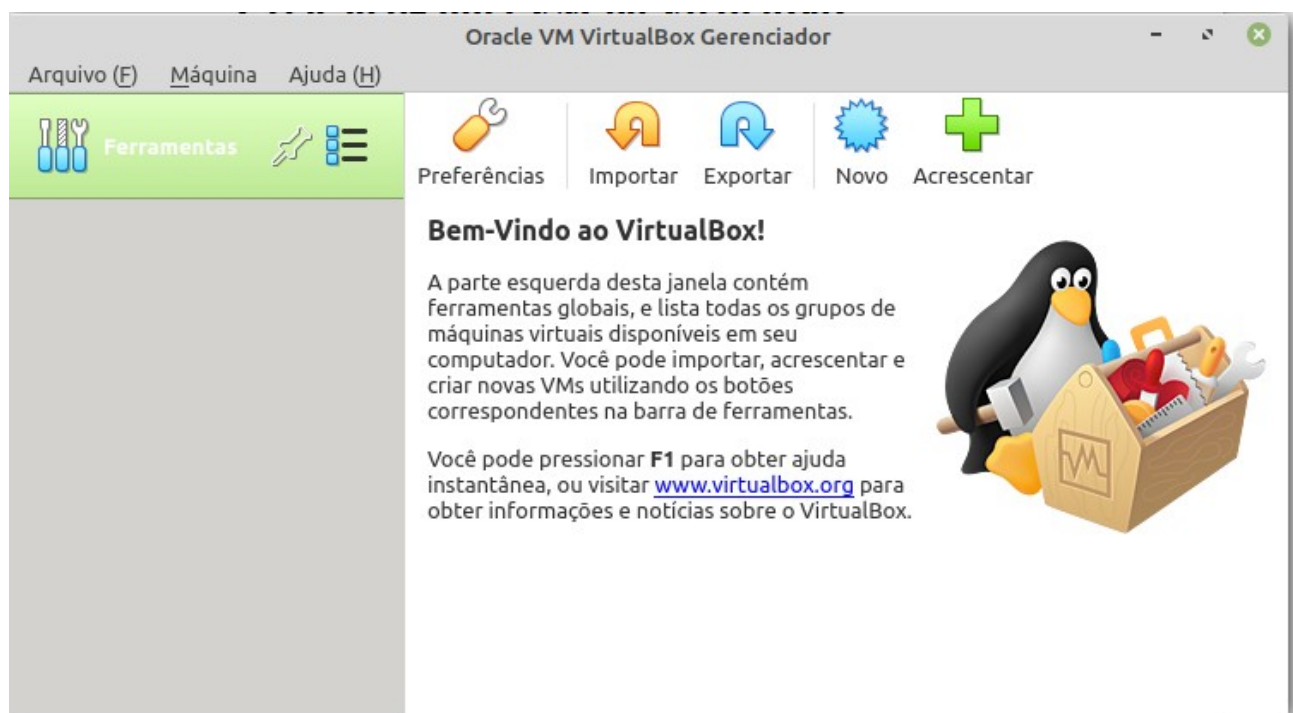 Oracle VM VirtualBox Gerenciador
Arquivo (F) Máquina Ajuda (H)
Ferramentas
Preferências Importar Exportar Novo Acrescentar
Bem-Vindo ao VirtualBox!
A parte esquerda desta janela contém
ferramentas globais, e lista todas os grupos de
máquinas virtuais disponíveis em seu
computador. Você pode importar, acrescentar e
criar novas VMs utilizando os botões
correspondentes na barra de ferramentas.
Você pode pressionar F1 para obter ajuda
instantânea, ou visitar www.virtualbox.org para
obter informações e notícias sobre o VirtualBox.